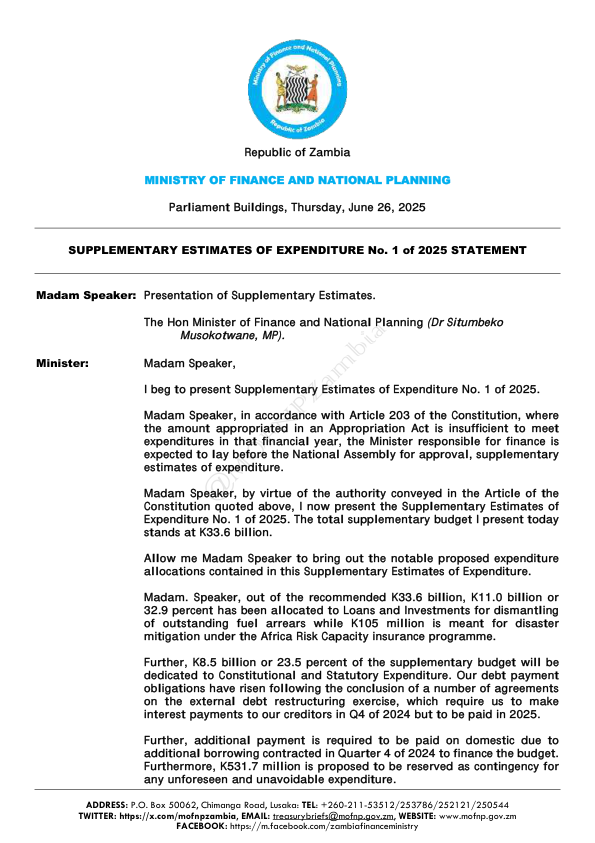 Ministry of Finance and National Planning
Republic of Zambia
Republic of Zambia
MINISTRY OF FINANCE AND NATIONAL PLANNING
Parliament Buildings, Thursday, June 26, 2025
SUPPLEMENTARY ESTIMATES OF EXPENDITURE No. 1 of 2025 STATEMENT
Madam Speaker: Presentation of Supplementary Estimates.
The Hon Minister of Finance and National Planning (Dr Situmbeko
Musokotwane, MP).
Minister: Madam Speaker,
I beg to present Supplementary Estimates of Expenditure No. 1 of 2025.
Madam Speaker, in accordance with Article 203 of the Constitution, where
the amount appropriated in an Appropriation Act is insufficient to meet
expenditures in that financial year, the Minister responsible for finance is
expected to lay before the National Assembly for approval, supplementary
estimates of expenditure.
Madam Speaker, by virtue of the authority conveyed in the Article of the
Constitution quoted above, I now present the Supplementary Estimates of
Expenditure No. 1 of 2025. The total supplementary budget I present today
stands at K33.6 billion.
Allow me Madam Speaker to bring out the notable proposed expenditure
allocations contained in this Supplementary Estimates of Expenditure.
Madam. Speaker, out of the recommended K33.6 billion, K11.0 billion or
32.9 percent has been allocated to Loans and Investments for dismantling
of outstanding fuel arrears while K105 million is meant for disaster
mitigation under the Africa Risk Capacity insurance programme.
Further, K8.5 billion or 23.5 percent of the supplementary budget will be
dedicated to Constitutional and Statutory Expenditure. Our debt payment
obligations have risen following the conclusion of a number of agreements
on the external debt restructuring exercise, which require us to make
interest payments to our creditors in Q4 of 2024 but to be paid in 2025.
Further, additional payment is required to be paid on domestic due to
additional borrowing contracted in Quarter 4 of 2024 to finance the budget.
Furthermore, K531.7 million is proposed to be reserved as contingency for
any unforeseen and unavoidable expenditure.
ADDRESS: P.O. Box 50062, Chimanga Road, Lusaka: TEL: +260-211-53512/253786/252121/250544
TWITTER: https://x.com/mofnpzambia, EMAIL: treasurybriefs@mofnp.gov.zm, WEBSITE: www.mofnp.gov.zm
FACEBOOK: https://m.facebook.com/zambiafinanceministry